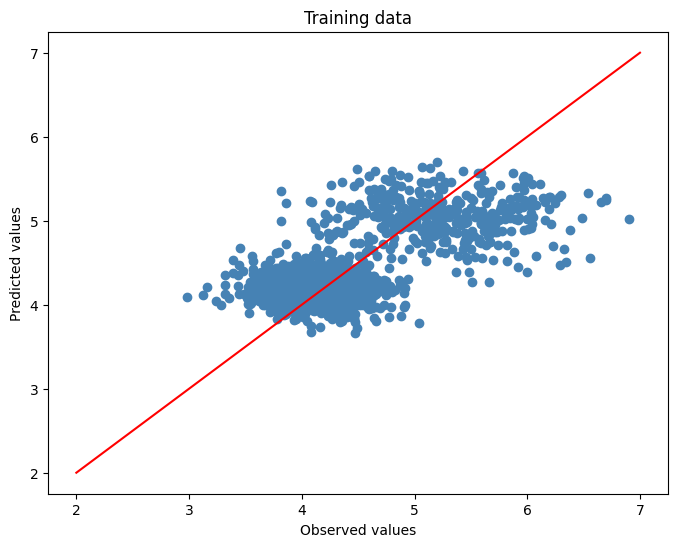 Training data
7
6
5
4
3
2
Predicted values
2 3 4 5 6 7
Observed values